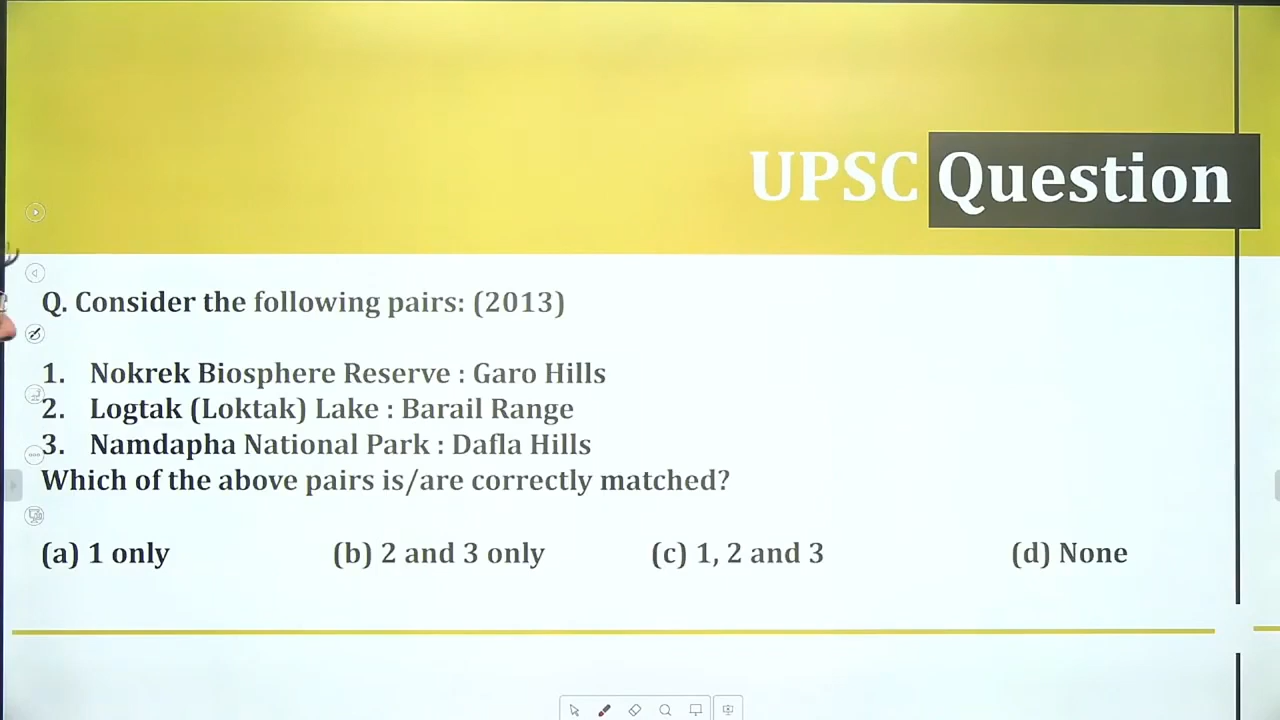 UPSC Question
Q. Consider the following pairs: (2013)
1. Nokrek Biosphere Reserve : Garo Hills
2. Logtak (Loktak) Lake : Barail Range
3. Namdapha National Park : Dafla Hills
Which of the above pairs is/are correctly matched?
(a) 1 only (b) 2 and 3 only (c) 1, 2 and 3 (d) None